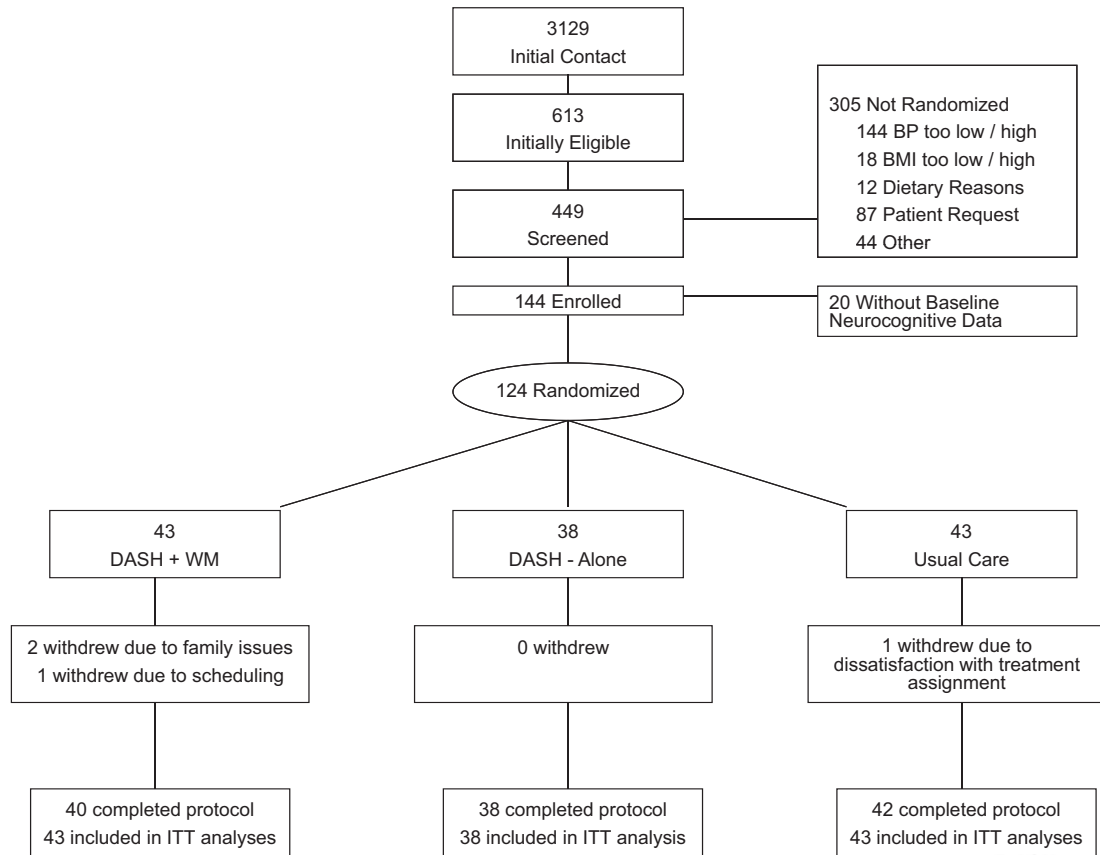 3129
Initial Contact
613
Initially Eligible
449
Screened
305 Not Randomized
144 BP too low / high
18 BMI too low / high
12 Dietary Reasons
87 Patient Request
44 Other
144 Enrolled
20 Without Baseline
Neurocognitive Data
124 Randomized
43
DASH + WM
38
DASH - Alone
43
Usual Care
2 withdrew due to family issues
1 withdrew due to scheduling
0 withdrew
1 withdrew due to
dissatisfaction with treatment
assignment
40 completed protocol
43 included in ITT analyses
38 completed protocol
38 included in ITT analysis
42 completed protocol
43 included in ITT analyses